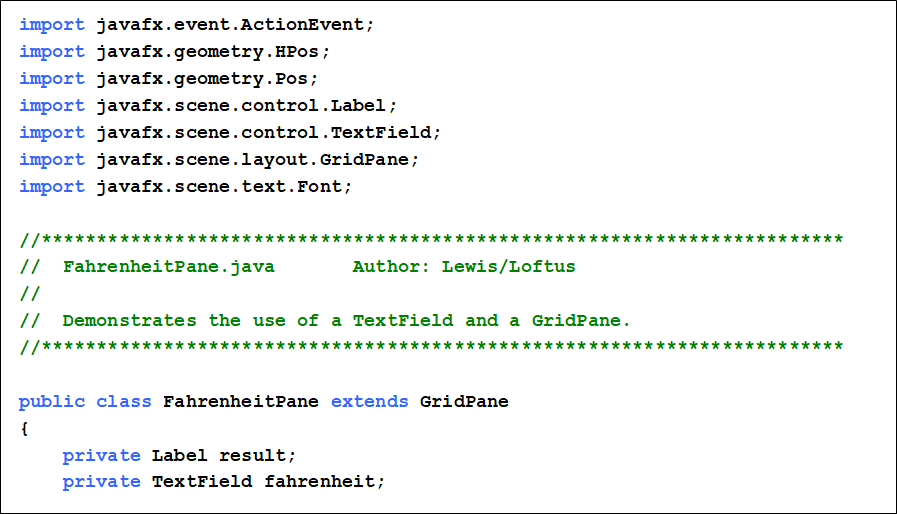 import javafx.event.ActionEvent;
import javafx.geometry.HPos;
import javafx.geometry.Pos;
import javafx.scene.control.Label;
import javafx.scene.control.TextField;
import javafx.scene.layout.GridPane;
import javafx.scene.text.Font;

//************************************************************************
//  FahrenheitPane.java       Author: Lewis/Loftus
//
//  Demonstrates the use of a TextField and a GridPane.
//************************************************************************

public class FahrenheitPane extends GridPane
{
    private Label result;
    private TextField fahrenheit;